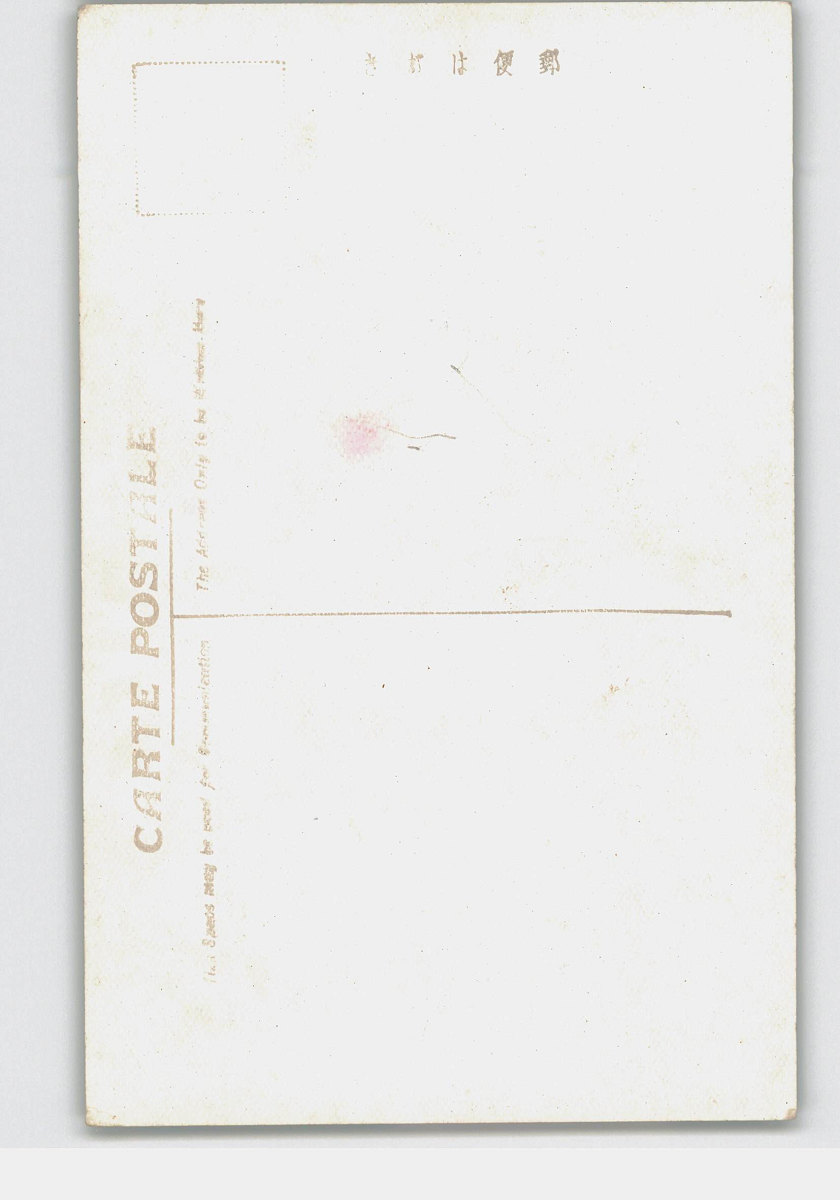 郵便はがき
CARTE POSTALE
This Space may be used for Communication
The Address Only to be Written Here